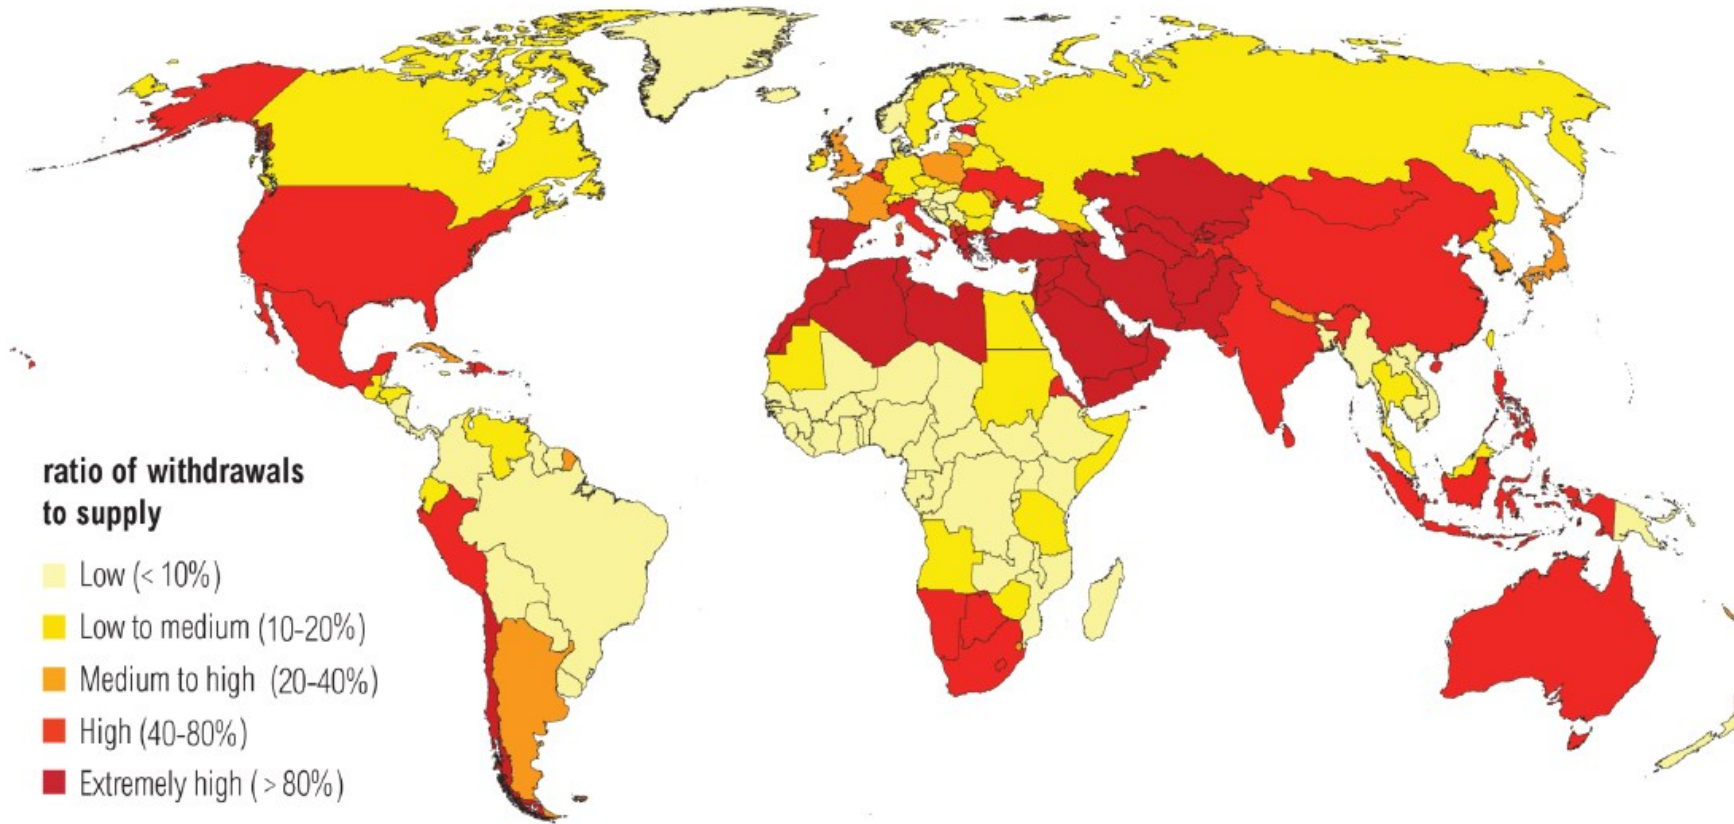 ratio of withdrawals
to supply
Low (< 10%)
Low to medium (10-20%)
Medium to high (20-40%)
High (40-80%)
Extremely high ( > 80%)